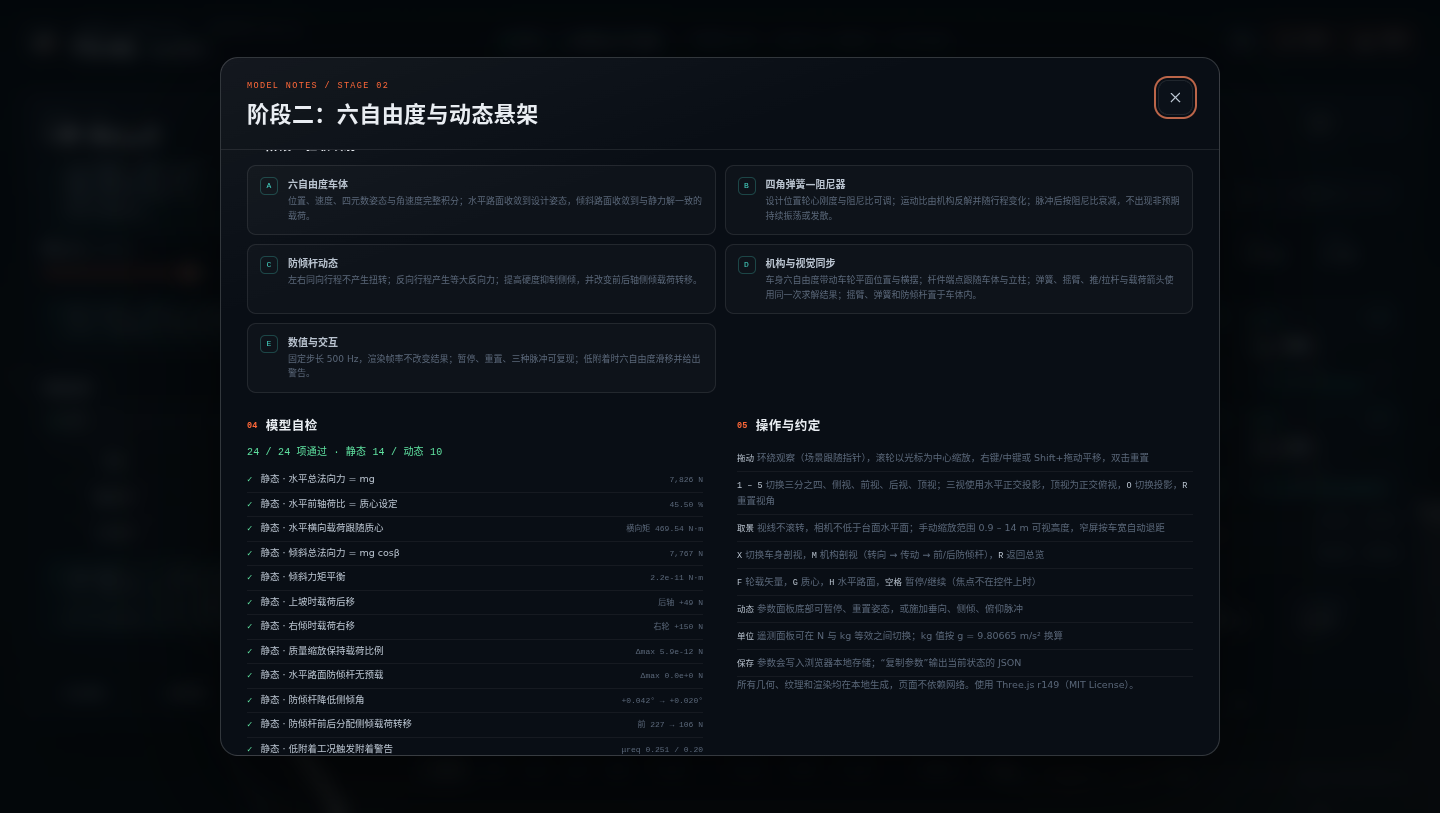 MODEL NOTES / STAGE 02
阶段二：六自由度与动态悬架
A 六自由度车体
位置、速度、四元数姿态与角速度完整积分；水平路面收敛到设计姿态，倾斜路面收敛到与静力解一致的
载荷。
B 四角弹簧—阻尼器
设计位置轮心刚度与阻尼比可调；运动比由机构反解并随行程变化；脉冲后按阻尼比衰减，不出现非预期
持续振荡或发散。
C 防倾杆动态
左右同向行程不产生扭转；反向行程产生等大反向力；提高硬度抑制侧倾，并改变前后轴侧倾载荷转移。
D 机构与视觉同步
车身六自由度带动车轮平面位置与横摆；杆件端点跟随车体与立柱；弹簧、摇臂、推/拉杆与载荷箭头使
用同一次求解结果；摇臂、弹簧和防倾杆置于车体内。
E 数值与交互
固定步长 500 Hz，渲染帧率不改变结果；暂停、重置、三种脉冲可复现；低附着时六自由度滑移并给出
警告。
04 模型自检
24 / 24 项通过 · 静态 14 / 动态 10
✓ 静态 · 水平总法向力 = mg 7,826 N
✓ 静态 · 水平前轴荷比 = 质心设定 45.50 %
✓ 静态 · 水平横向载荷跟随质心 横向矩 469.54 N·m
✓ 静态 · 倾斜总法向力 = mg cosβ 7,767 N
✓ 静态 · 倾斜力矩平衡 2.2e-11 N·m
✓ 静态 · 上坡时载荷后移 后轴 +49 N
✓ 静态 · 右倾时载荷右移 右轮 +150 N
✓ 静态 · 质量缩放保持载荷比例 Δmax 5.9e-12 N
✓ 静态 · 水平路面防倾杆无预载 Δmax 0.0e+0 N
✓ 静态 · 防倾杆降低侧倾角 +0.042° → +0.020°
✓ 静态 · 防倾杆前后分配侧倾载荷转移 前 227 → 106 N
✓ 静态 · 低附着工况触发附着警告 μreq 0.251 / 0.20
05 操作与约定
拖动 环绕观察（场景跟随指针），滚轮以光标为中心缩放，右键/中键或 Shift+拖动平移，双击重置
1 – 5 切换三分之四、侧视、前视、后视、顶视；三视使用水平正交投影，顶视为正交俯视，O 切换投影，R
重置视角
取景 视线不滚转，相机不低于台面水平面；手动缩放范围 0.9 – 14 m 可视高度，窄屏按车宽自动退距
X 切换车身剖视，M 机构剖视（转向 → 传动 → 前/后防倾杆），R 返回总览
F 轮载矢量，G 质心，H 水平路面，空格 暂停/继续（焦点不在控件上时）
动态 参数面板底部可暂停、重置姿态，或施加垂向、侧倾、俯仰脉冲
单位 遥测面板可在 N 与 kg 等效之间切换；kg 值按 g = 9.80665 m/s² 换算
保存 参数会写入浏览器本地存储；“复制参数”输出当前状态的 JSON
所有几何、纹理和渲染均在本地生成，页面不依赖网络。使用 Three.js r149（MIT License）。